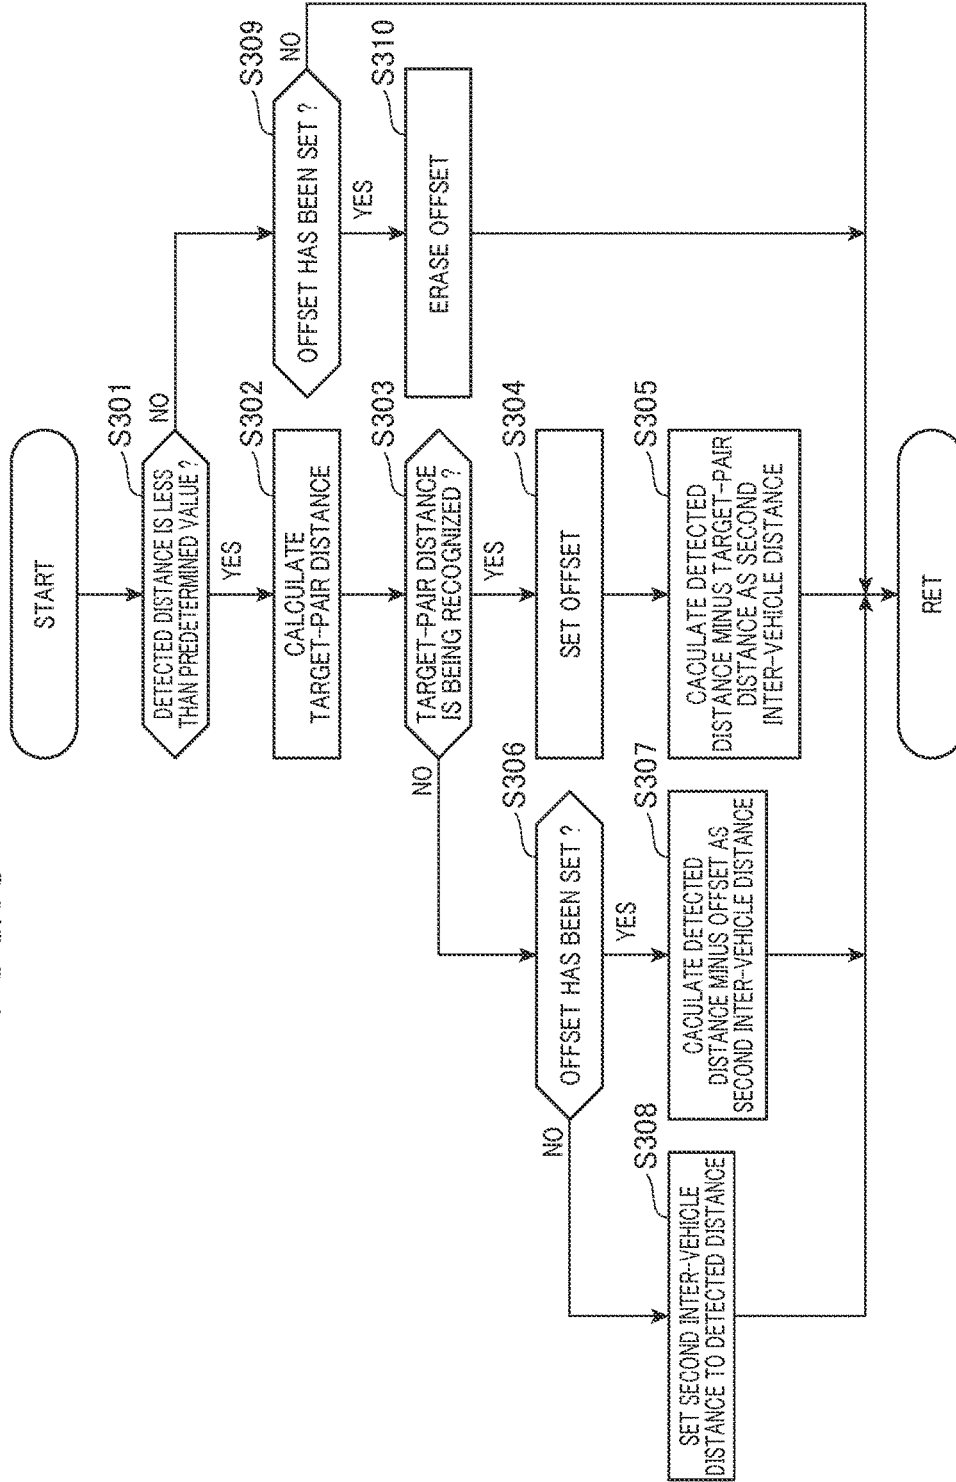 START
S301
DETECTED DISTANCE IS LESS
THAN PREDETERMINED VALUE ?
NO
YES
S302
CALCULATE
TARGET-PAIR DISTANCE
S303
TARGET-PAIR DISTANCE
IS BEING RECOGNIZED ?
NO
YES
S304
SET OFFSET
S305
CACULATE DETECTED
DISTANCE MINUS TARGET-PAIR
DISTANCE AS SECOND
INTER-VEHICLE DISTANCE
S306
OFFSET HAS BEEN SET ?
NO
YES
S307
CACULATE DETECTED
DISTANCE MINUS OFFSET AS
SECOND INTER-VEHICLE DISTANCE
S308
SET SECOND INTER-VEHICLE
DISTANCE TO DETECTED DISTANCE
S309
OFFSET HAS BEEN SET ?
NO
YES
S310
ERASE OFFSET
RET